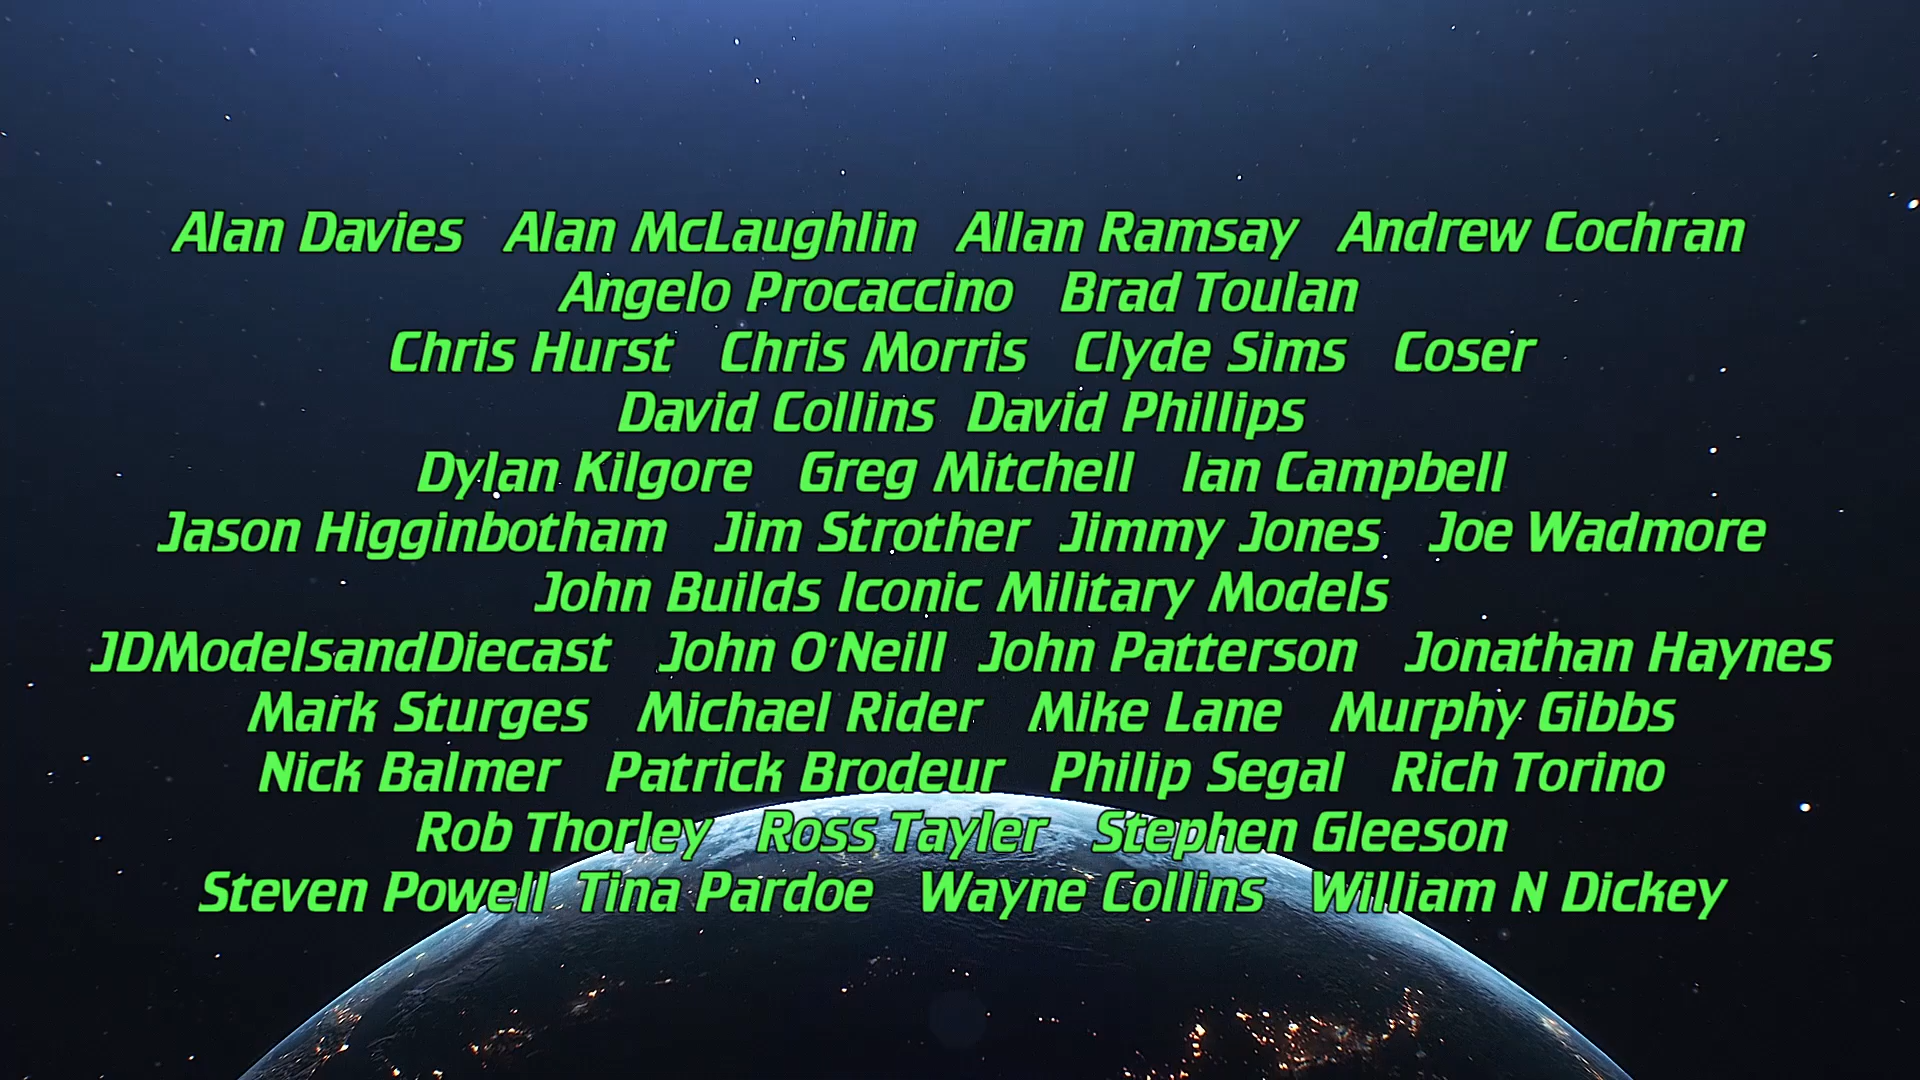 Alan Davies Alan McLaughlin Allan Ramsay Andrew Cochran
Angelo Procaccino Brad Toulan
Chris Hurst Chris Morris Clyde Sims Coser
David Collins David Phillips
Dylan Kilgore Greg Mitchell Ian Campbell
Jason Higginbotham Jim Strother Jimmy Jones Joe Wadmore
John Builds Iconic Military Models
JDModelsandDiecast John O'Neill John Patterson Jonathan Haynes
Mark Sturges Michael Rider Mike Lane Murphy Gibbs
Nick Balmer Patrick Brodeur Philip Segal Rich Torino
Rob Thorley Ross Tayler Stephen Gleeson
Steven Powell Tina Pardoe Wayne Collins William N Dickey